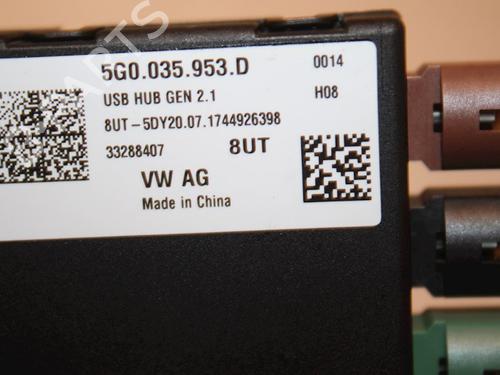 5G0.035.953.D 0014
USB HUB GEN 2.1 H08
8UT-5DY20.07.1744926398
33288407 8UT
VW AG
Made in China